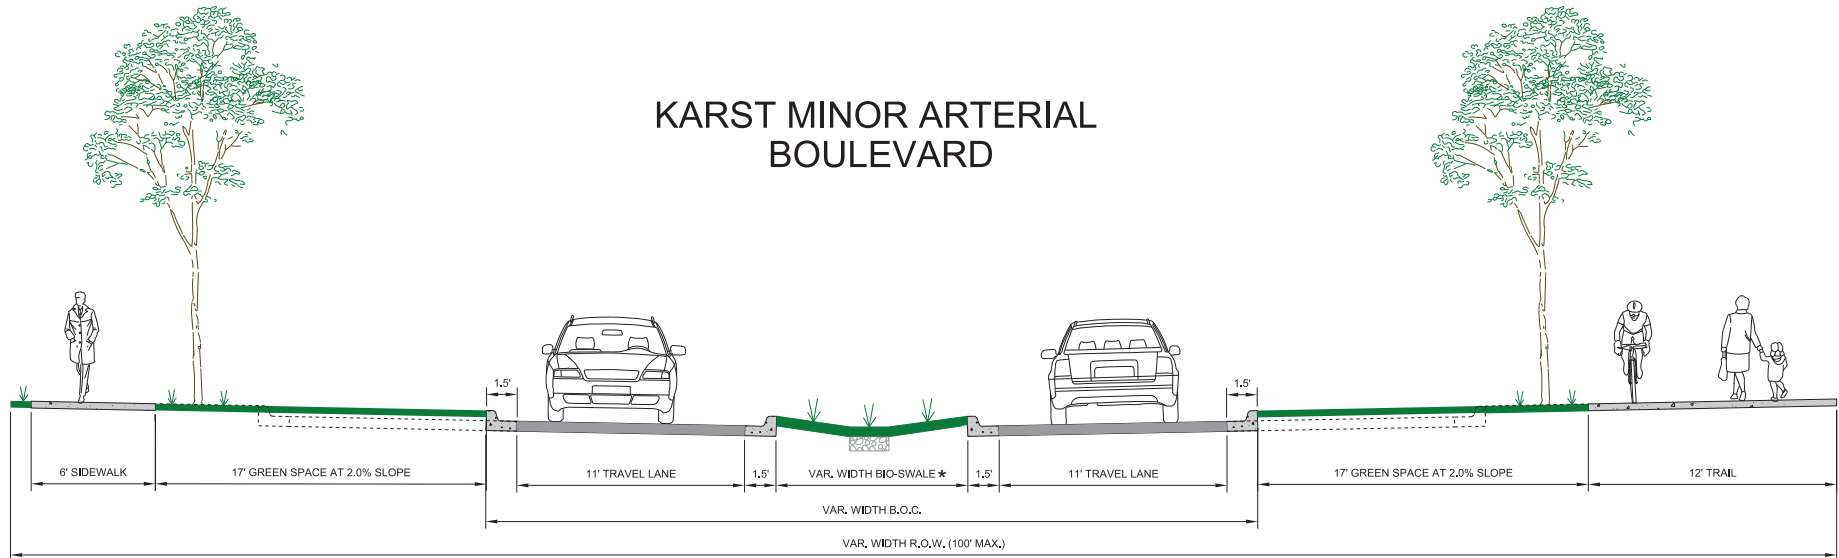 KARST MINOR ARTERIAL
BOULEVARD
1.5'
1.5'
6' SIDEWALK
17' GREEN SPACE AT 2.0% SLOPE
11' TRAVEL LANE
1.5'
VAR. WIDTH BIO-SWALE *
1.5'
11' TRAVEL LANE
17' GREEN SPACE AT 2.0% SLOPE
12' TRAIL
VAR. WIDTH B.O.C.
VAR. WIDTH R.O.W. (100' MAX.)